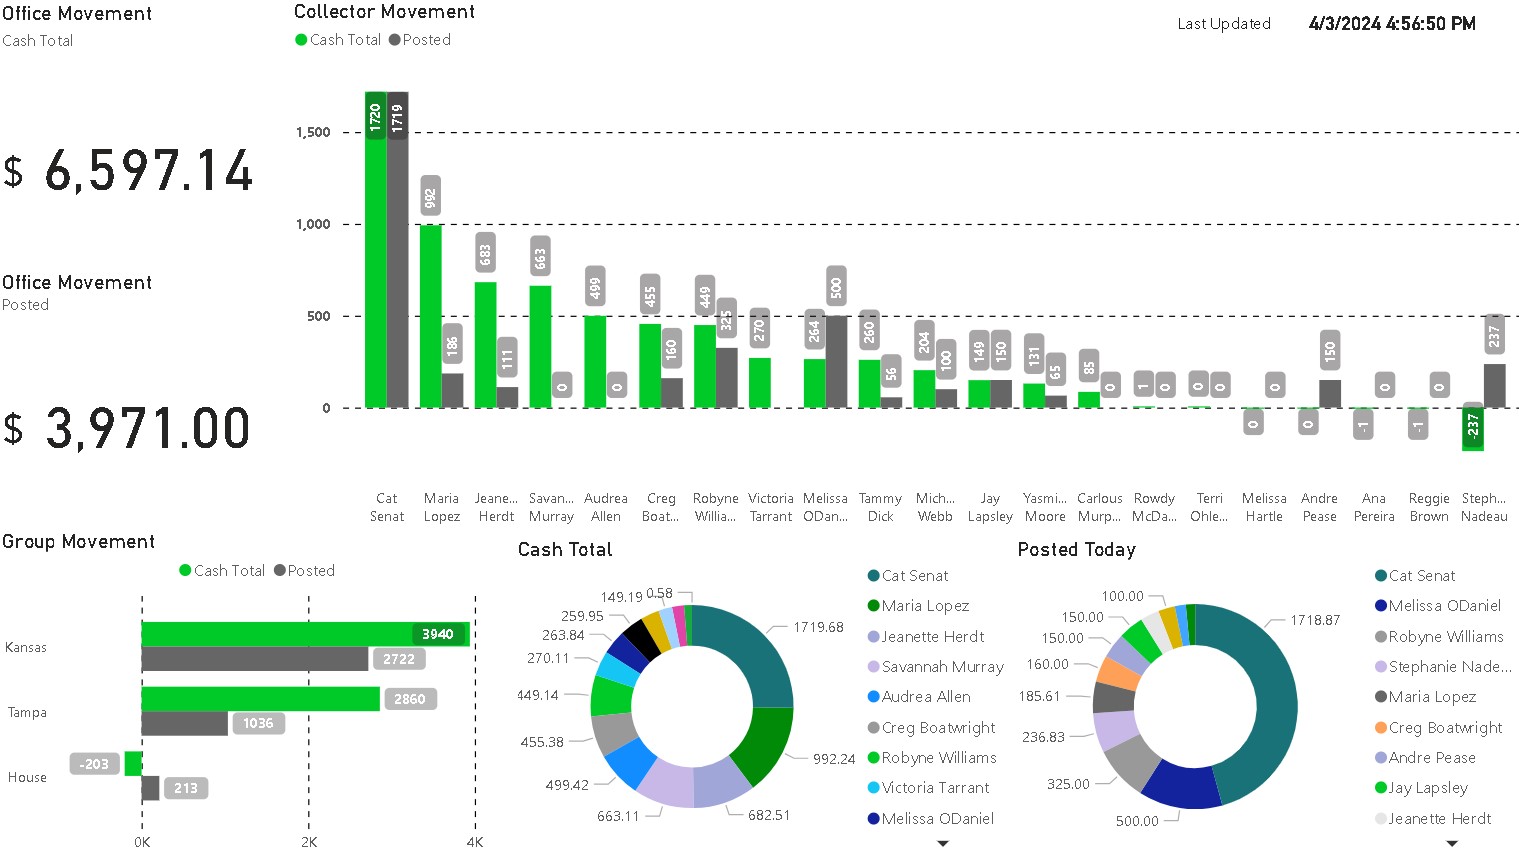 Office Movement
Cash Total
$ 6,597.14
Office Movement
Posted
$ 3,971.00
Collector Movement
Cash Total Posted
Last Updated 4/3/2024 4:56:50 PM
1,500
1,000
500
0
1720 1719
992 186
683 111
663 0
499 0
455 160
449 325
270
264 500
260 56
204 100
149 150
131 65
85 0
1 0
0 0
0 0
0 150
-1 0
-1 0
-237 237
Cat Senat
Maria Lopez
Jeane... Herdt
Savan... Murray
Audrea Allen
Creg Boat...
Robyne Willia...
Victoria Tarrant
Melissa ODan...
Tammy Dick
Mich... Webb
Jay Lapsley
Yasmi... Moore
Carlous Murp...
Rowdy McDa...
Terri Ohle...
Melissa Hartle
Andre Pease
Ana Pereira
Reggie Brown
Steph... Nadeau
Group Movement
Cash Total Posted
Kansas
3940
2722
Tampa
2860
1036
House
-203
213
0K 2K 4K
Cash Total
1719.68
992.24
682.51
663.11
499.42
455.38
449.14
270.11
263.84
259.95
149.19
0.58
Cat Senat
Maria Lopez
Jeanette Herdt
Savannah Murray
Audrea Allen
Creg Boatwright
Robyne Williams
Victoria Tarrant
Melissa ODaniel
Posted Today
1718.87
500.00
325.00
236.83
185.61
160.00
150.00
150.00
100.00
Cat Senat
Melissa ODaniel
Robyne Williams
Stephanie Nade...
Maria Lopez
Creg Boatwright
Andre Pease
Jay Lapsley
Jeanette Herdt